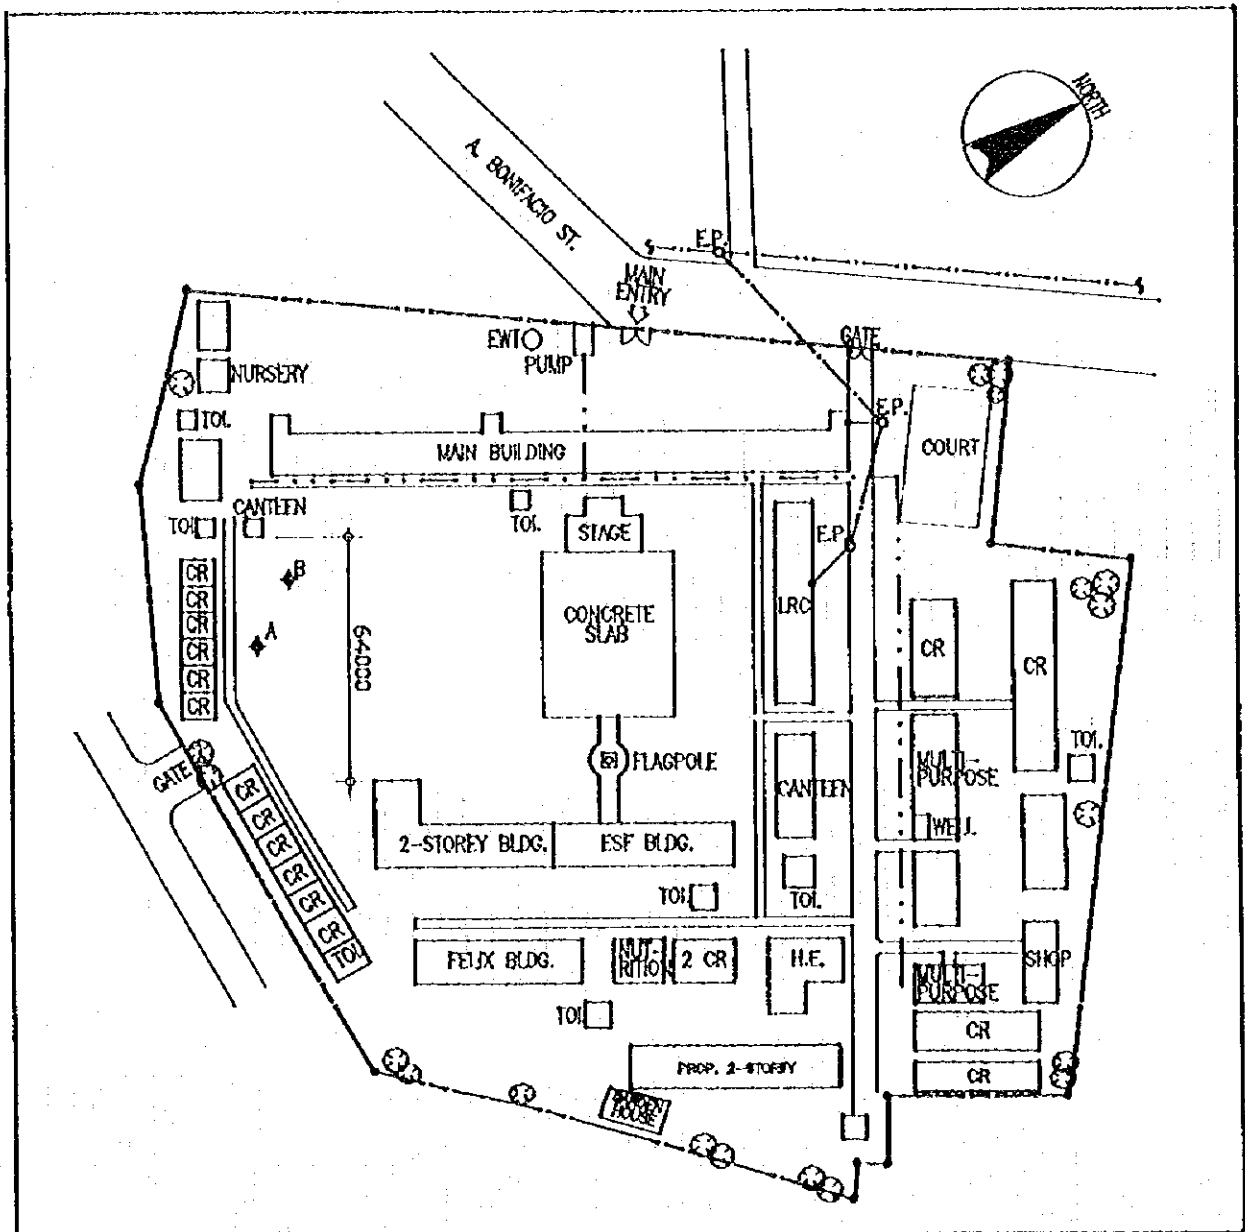 NORTH
A. BONIFACIO ST.
E.P.
MAIN
ENTRY
EWT
PUMP
GATE
NURSERY
TOI.
E.P.
COURT
MAIN BUILDING
CANTEEN
TOI.
TOI.
STAGE
E.P.
CR
B
CR
CR
A
CR
CR
CR
64000
CONCRETE
SLAB
LRC
CR
CR
GATE
FLAGPOLE
CANTEEN
MULTI-
PURPOSE
TOI.
WELL
CR
CR
CR
CR
CR
CR
TOI.
2-STOREY BLDG.
ESF BLDG.
TOI.
TOI.
FELIX BLDG.
NUT-
RITIO
2 CR
H.E.
SHOP
MULTI-
PURPOSE
TOI.
CR
PROP. 2-STOREY
CR
GARDEN
HOUSE